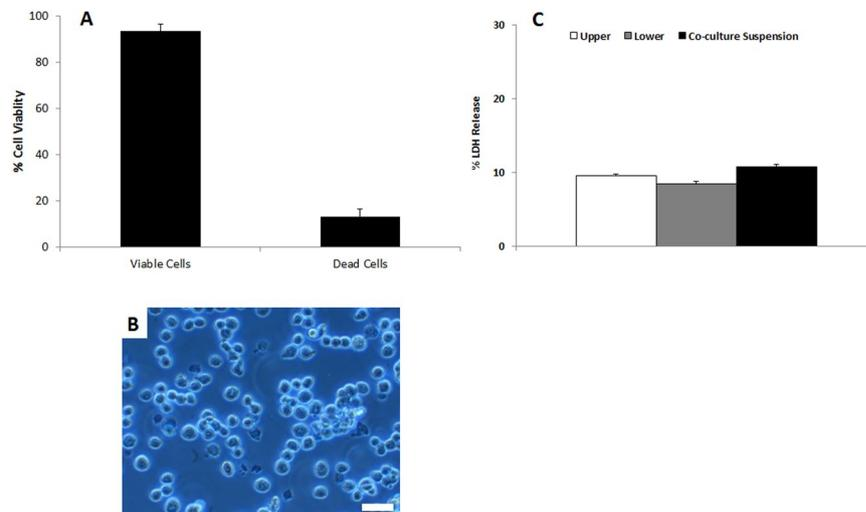 A
100
80
60
40
20
0
% Cell Viablity
Viable Cells
Dead Cells
B
C
30
20
10
0
% LDH Release
Upper
Lower
Co-culture Suspension